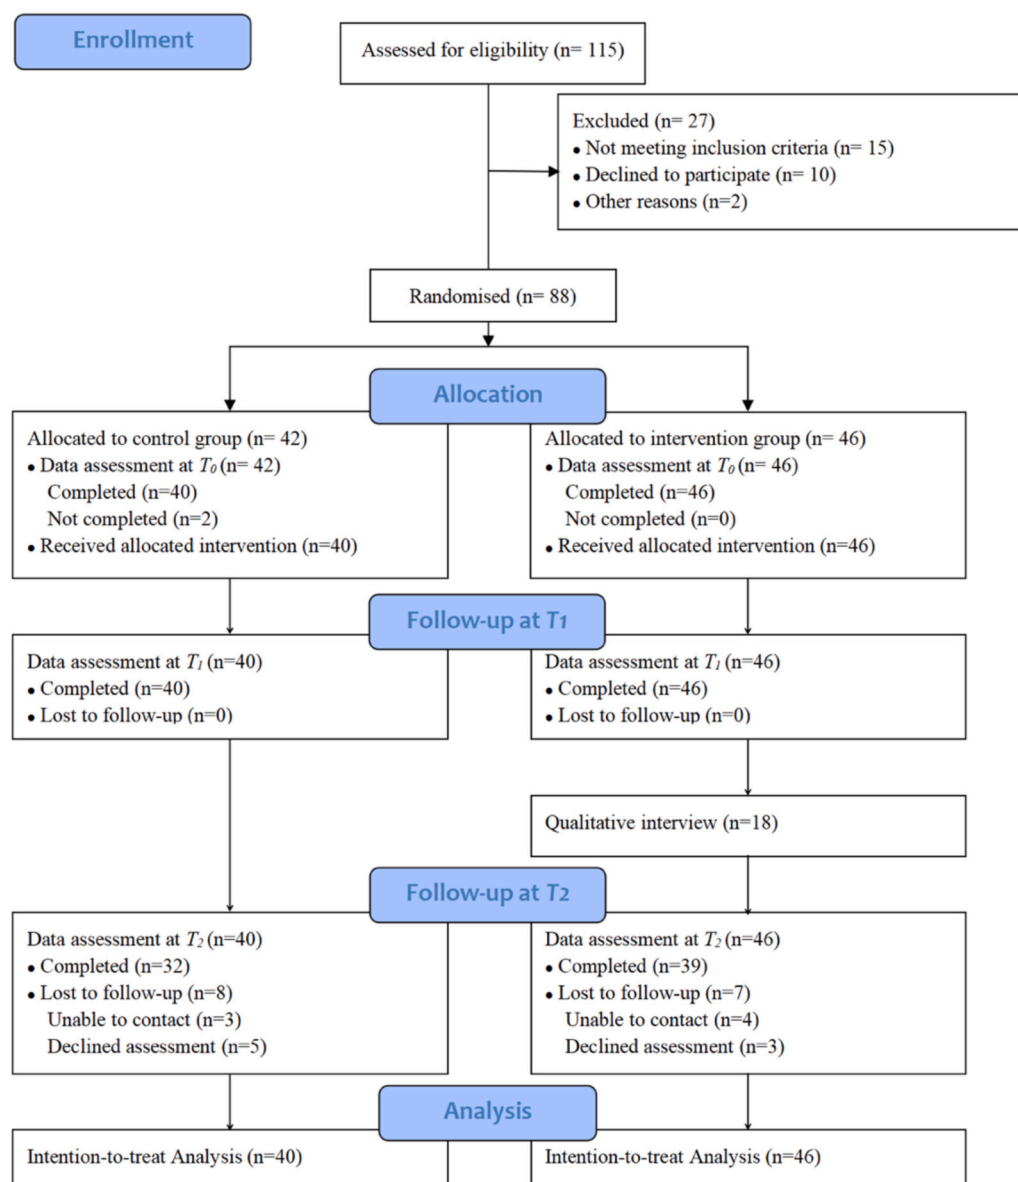 Enrollment
Assessed for eligibility (n= 115)
Excluded (n= 27)
• Not meeting inclusion criteria (n= 15)
• Declined to participate (n= 10)
• Other reasons (n=2)
Randomised (n= 88)
Allocation
Allocated to control group (n= 42)
• Data assessment at T0 (n= 42)
Completed (n=40)
Not completed (n=2)
• Received allocated intervention (n=40)
Allocated to intervention group (n= 46)
• Data assessment at T0 (n= 46)
Completed (n=46)
Not completed (n=0)
• Received allocated intervention (n=46)
Follow-up at T1
Data assessment at T1 (n=40)
• Completed (n=40)
• Lost to follow-up (n=0)
Data assessment at T1 (n=46)
• Completed (n=46)
• Lost to follow-up (n=0)
Qualitative interview (n=18)
Follow-up at T2
Data assessment at T2 (n=40)
• Completed (n=32)
• Lost to follow-up (n=8)
Unable to contact (n=3)
Declined assessment (n=5)
Data assessment at T2 (n=46)
• Completed (n=39)
• Lost to follow-up (n=7)
Unable to contact (n=4)
Declined assessment (n=3)
Analysis
Intention-to-treat Analysis (n=40)
Intention-to-treat Analysis (n=46)